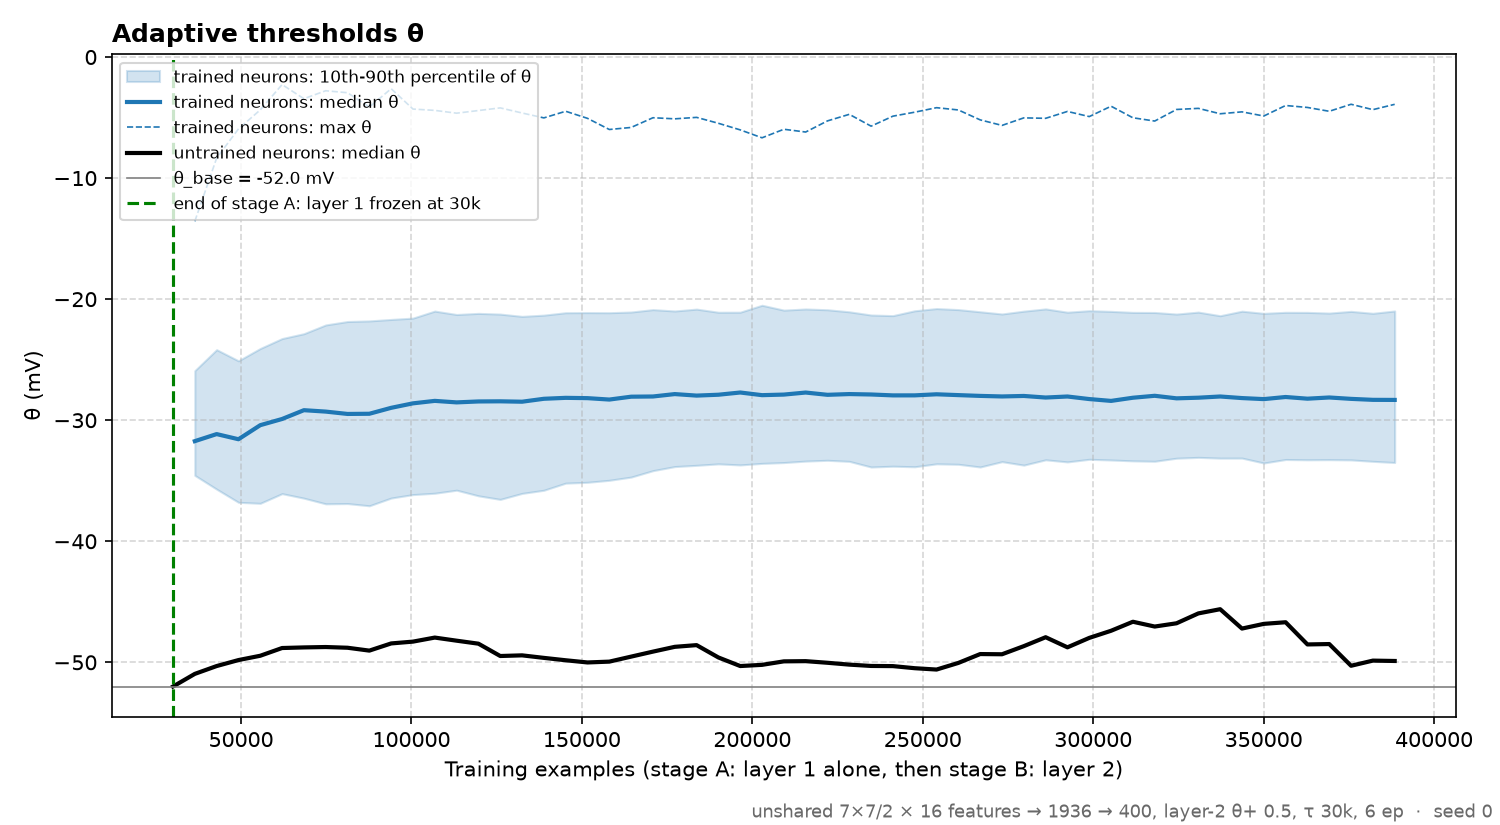 Adaptive thresholds θ
trained neurons: 10th-90th percentile of θ
trained neurons: median θ
trained neurons: max θ
untrained neurons: median θ
θ_base = -52.0 mV
end of stage A: layer 1 frozen at 30k
0
−10
−20
−30
−40
−50
θ (mV)
50000 100000 150000 200000 250000 300000 350000 400000
Training examples (stage A: layer 1 alone, then stage B: layer 2)
unshared 7×7/2 × 16 features → 1936 → 400, layer-2 θ+ 0.5, τ 30k, 6 ep · seed 0